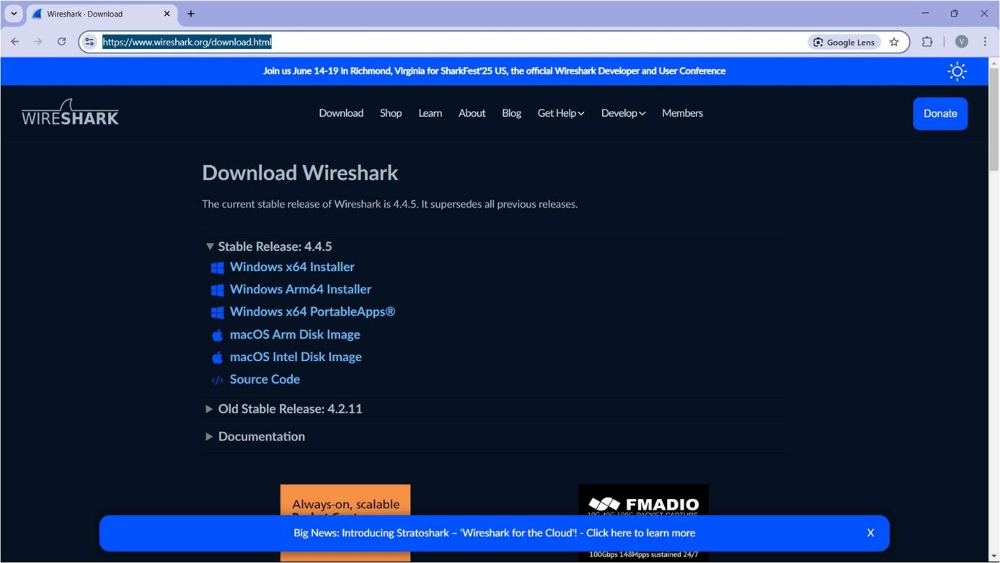 Wireshark · Download
https://www.wireshark.org/download.html
Google Lens
V
Join us June 14-19 in Richmond, Virginia for SharkFest'25 US, the official Wireshark Developer and User Conference
WIRESHARK
Download Shop Learn About Blog Get Help Develop Members
Donate
Download Wireshark
The current stable release of Wireshark is 4.4.5. It supersedes all previous releases.
Stable Release: 4.4.5
Windows x64 Installer
Windows Arm64 Installer
Windows x64 PortableApps®
macOS Arm Disk Image
macOS Intel Disk Image
</> Source Code
Old Stable Release: 4.2.11
Documentation
Always-on, scalable
FMADIO
Big News: Introducing Stratoshark – 'Wireshark for the Cloud'! - Click here to learn more
X
100Gbps 148Mpps sustained 24/7